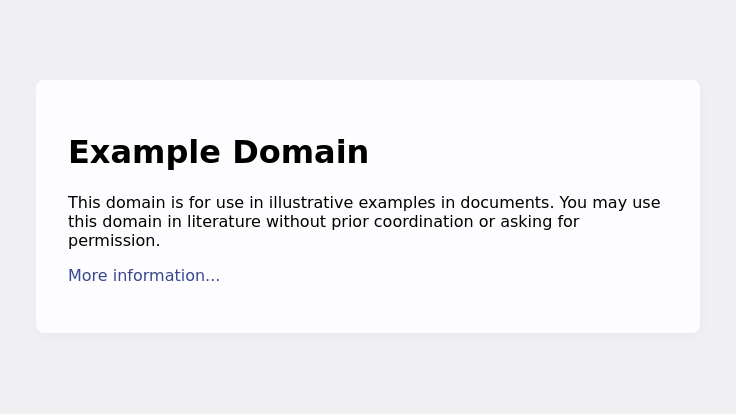 Example Domain
This domain is for use in illustrative examples in documents. You may use
this domain in literature without prior coordination or asking for
permission.
More information...